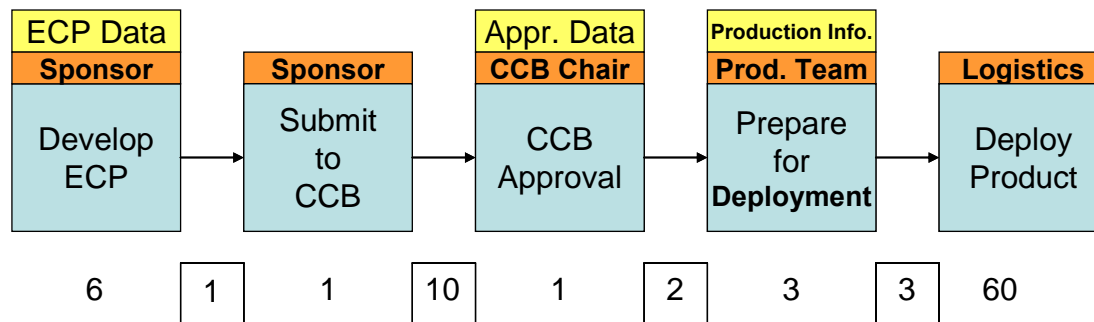 ECP Data
Sponsor
Develop
ECP
Sponsor
Submit
to
CCB
Appr. Data
CCB Chair
CCB
Approval
Production Info.
Prod. Team
Prepare
for
Deployment
Logistics
Deploy
Product
6 1 1 10 1 2 3 3 60